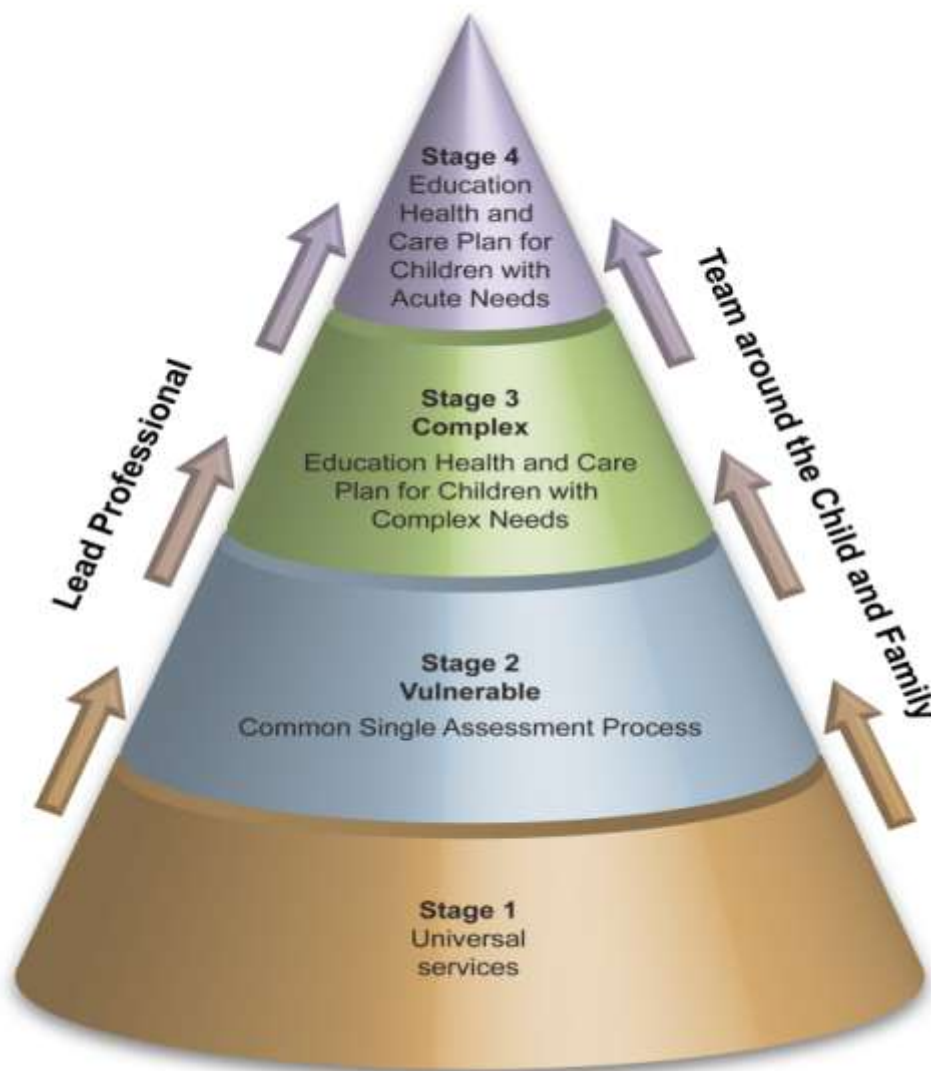 Stage 4
Education
Health and
Care Plan for
Children with
Acute Needs
Stage 3
Complex
Education Health and Care
Plan for Children with
Complex Needs
Stage 2
Vulnerable
Common Single Assessment Process
Stage 1
Universal
services
Lead Professional
Team around the Child and Family